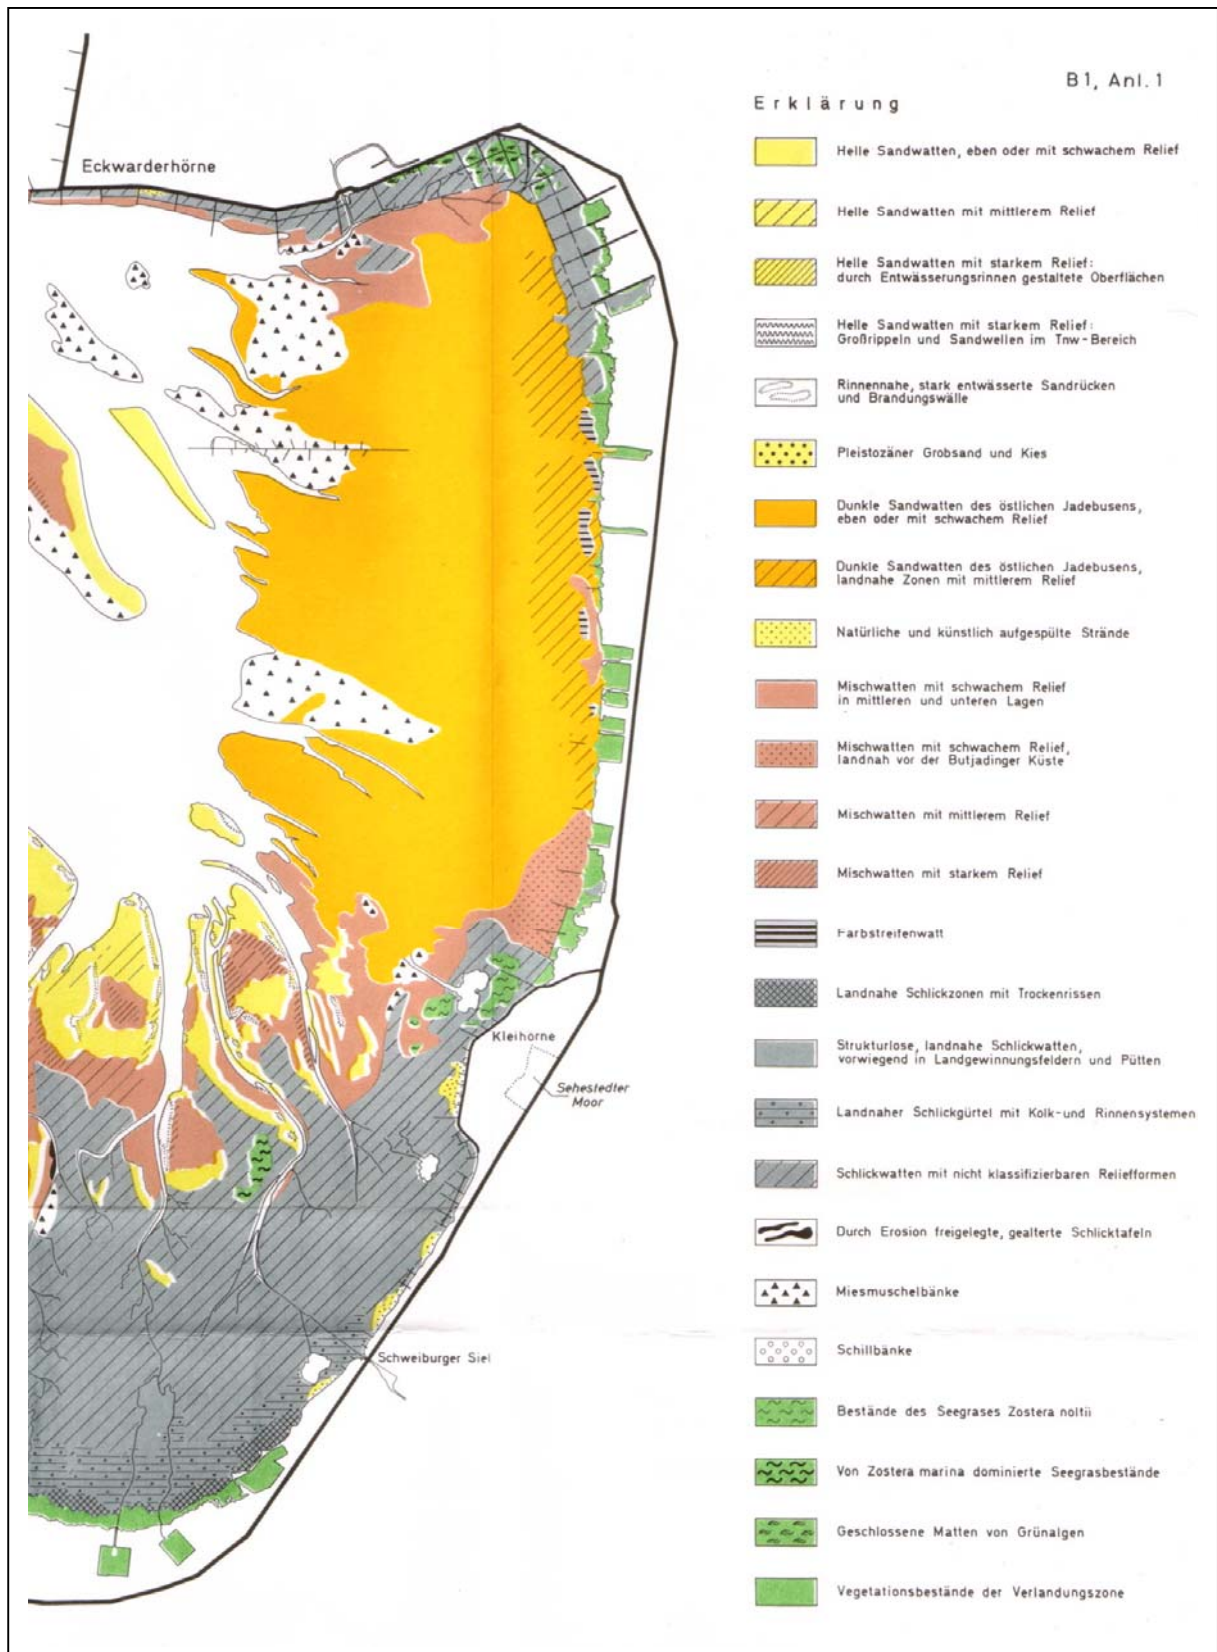 B1, Anl. 1
Erklärung
Eckwarderhörne
Kleihörne
Sehestedter
Moor
Schweiburger Siel
Helle Sandwatten, eben oder mit schwachem Relief
Helle Sandwatten mit mittlerem Relief
Helle Sandwatten mit starkem Relief:
durch Entwässerungsrinnen gestaltete Oberflächen
Helle Sandwatten mit starkem Relief:
Großrippeln und Sandwellen im Tnw-Bereich
Rinnennahe, stark entwässerte Sandrücken
und Brandungswälle
Pleistozäner Grobsand und Kies
Dunkle Sandwatten des östlichen Jadebusens,
eben oder mit schwachem Relief
Dunkle Sandwatten des östlichen Jadebusens,
landnahe Zonen mit mittlerem Relief
Natürliche und künstlich aufgespülte Strände
Mischwatten mit schwachem Relief
in mittleren und unteren Lagen
Mischwatten mit schwachem Relief,
landnah vor der Butjadinger Küste
Mischwatten mit mittlerem Relief
Mischwatten mit starkem Relief
Farbstreifenwatt
Landnahe Schlickzonen mit Trockenrissen
Strukturlose, landnahe Schlickwatten,
vorwiegend in Landgewinnungsfeldern und Pütten
Landnaher Schlickgürtel mit Kolk-und Rinnensystemen
Schlickwatten mit nicht klassifizierbaren Reliefformen
Durch Erosion freigelegte, gealterte Schlicktafeln
Miesmuschelbänke
Schillbänke
Bestände des Seegrases Zostera noltii
Von Zostera marina dominierte Seegrasbestände
Geschlossene Matten von Grünalgen
Vegetationsbestände der Verlandungszone